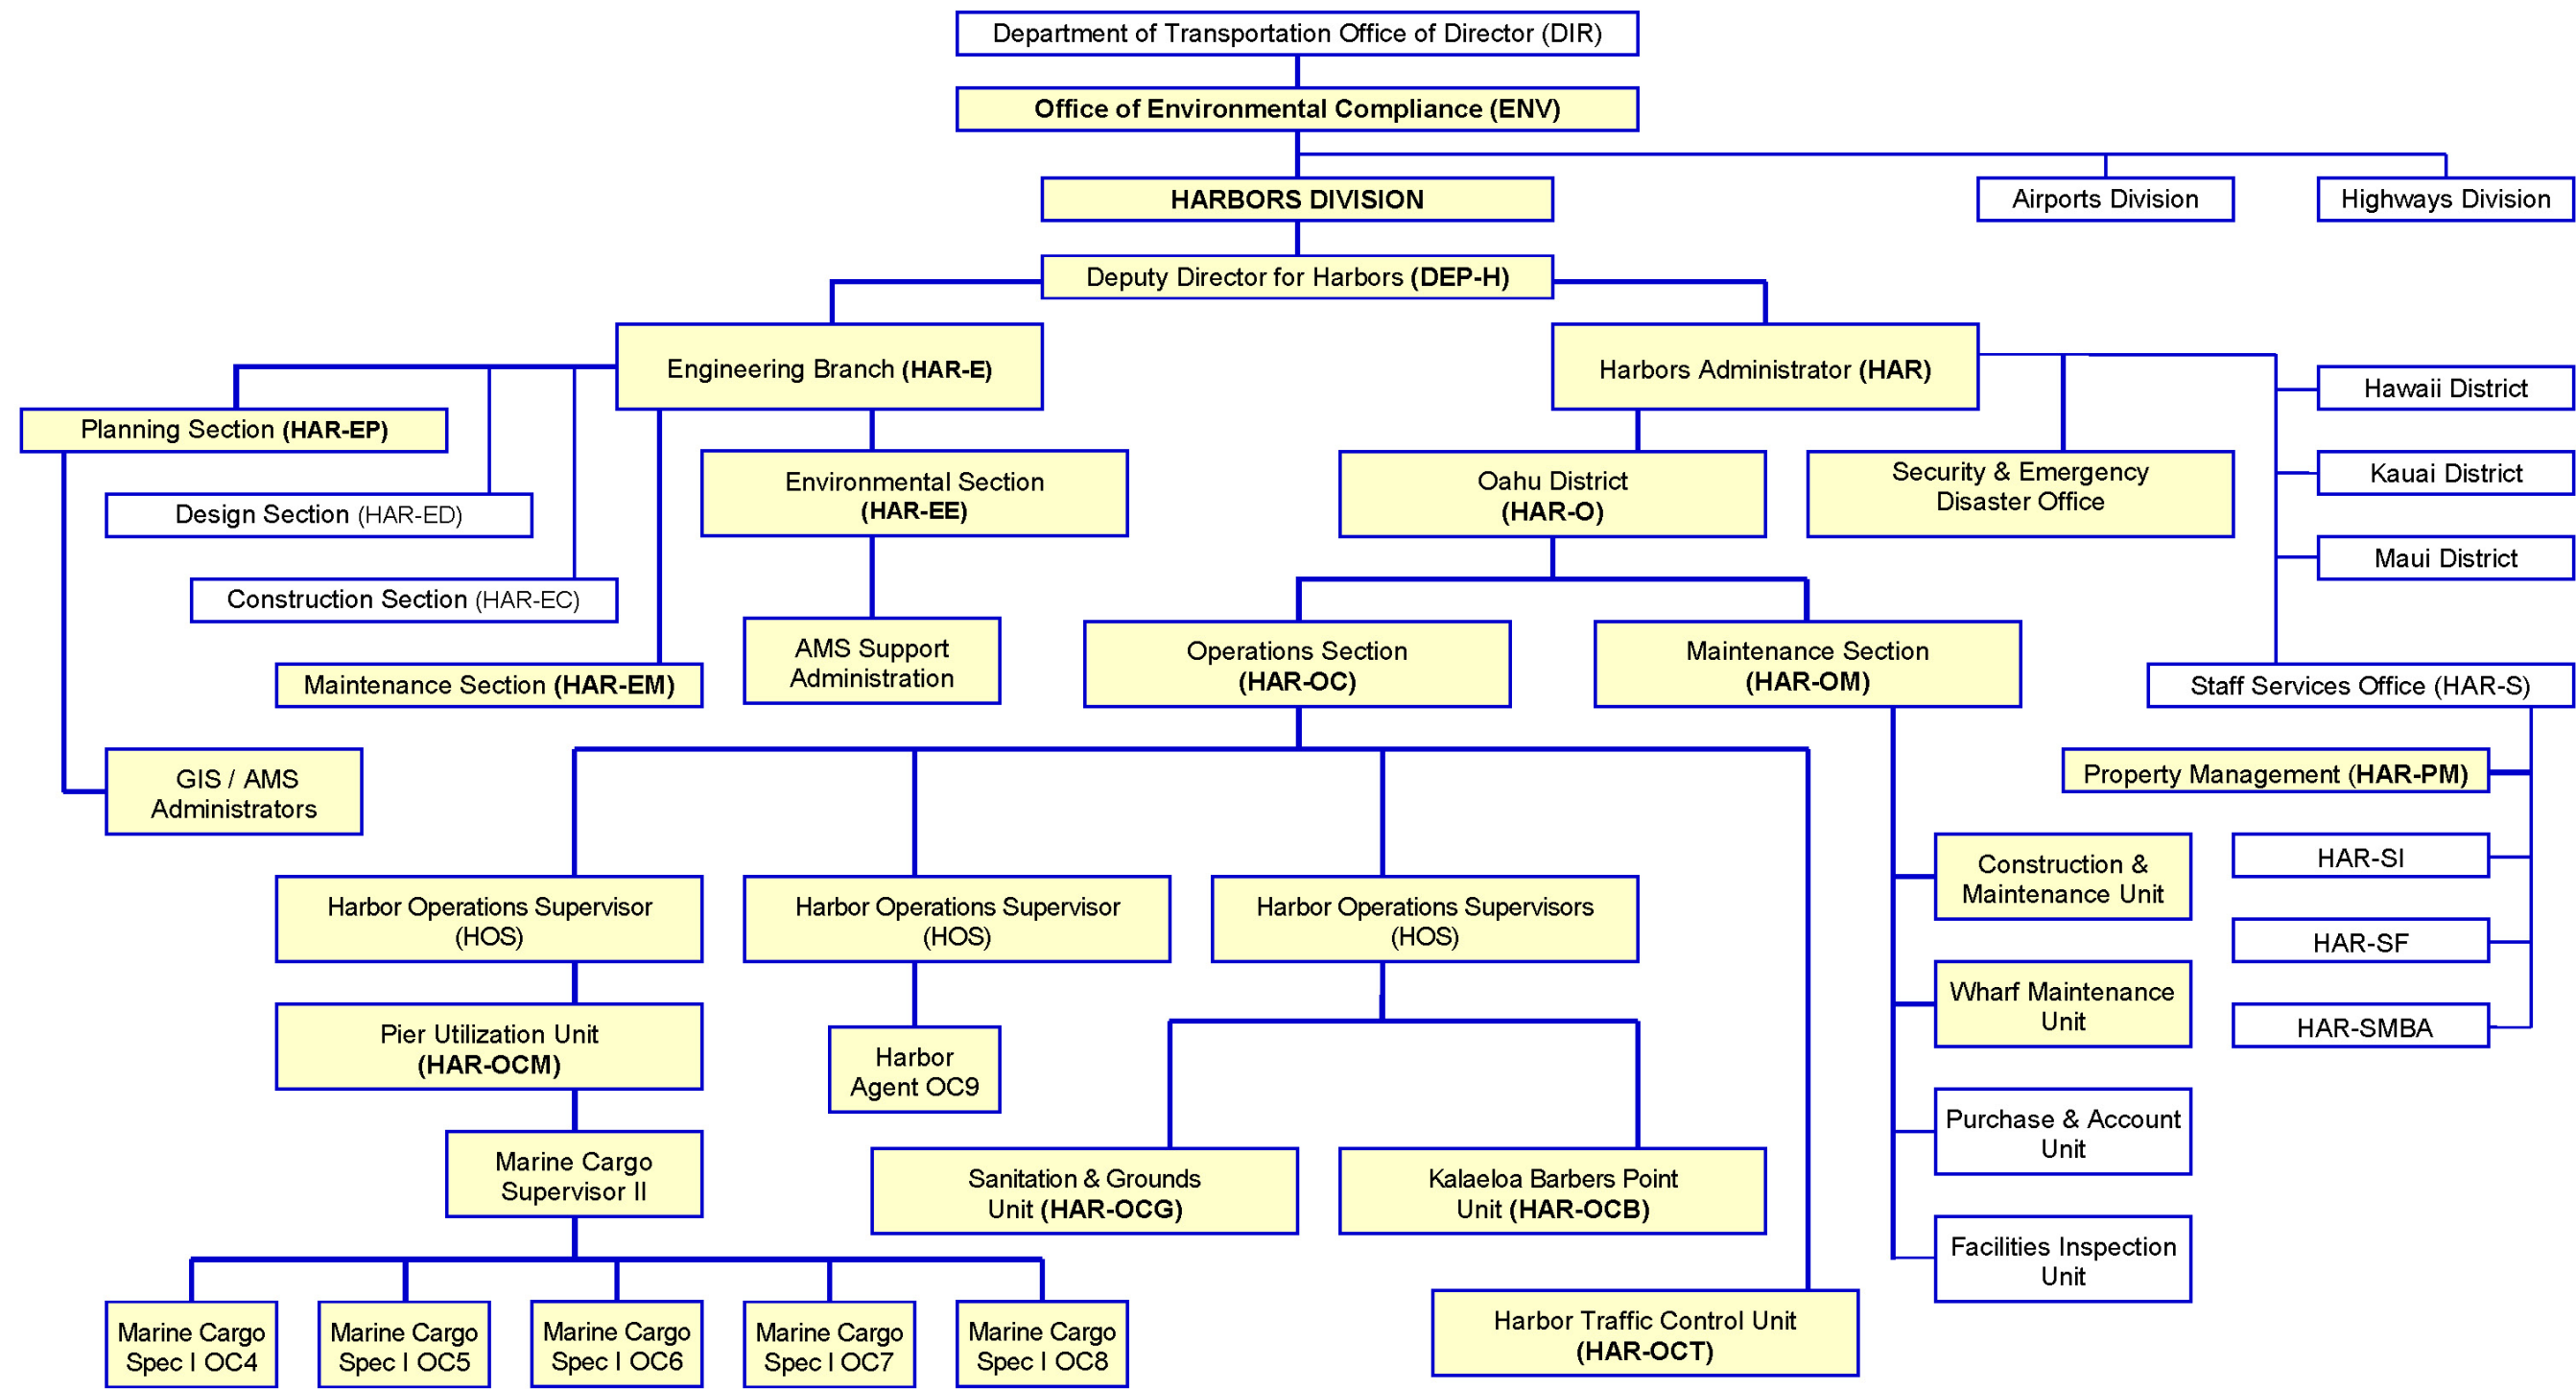 Department of Transportation Office of Director (DIR)
Office of Environmental Compliance (ENV)
HARBORS DIVISION
Airports Division
Highways Division
Deputy Director for Harbors (DEP-H)
Engineering Branch (HAR-E)
Harbors Administrator (HAR)
Hawaii District
Planning Section (HAR-EP)
Environmental Section
(HAR-EE)
Oahu District
(HAR-O)
Security & Emergency
Disaster Office
Kauai District
Design Section (HAR-ED)
Maui District
Construction Section (HAR-EC)
AMS Support
Administration
Operations Section
(HAR-OC)
Maintenance Section
(HAR-OM)
Maintenance Section (HAR-EM)
Staff Services Office (HAR-S)
GIS / AMS
Administrators
Property Management (HAR-PM)
Construction &
Maintenance Unit
HAR-SI
Harbor Operations Supervisor
(HOS)
Harbor Operations Supervisor
(HOS)
Harbor Operations Supervisors
(HOS)
HAR-SF
Wharf Maintenance
Unit
HAR-SMBA
Pier Utilization Unit
(HAR-OCM)
Harbor
Agent OC9
Purchase & Account
Unit
Marine Cargo
Supervisor II
Sanitation & Grounds
Unit (HAR-OCG)
Kalaeloa Barbers Point
Unit (HAR-OCB)
Facilities Inspection
Unit
Marine Cargo
Spec I OC4
Marine Cargo
Spec I OC5
Marine Cargo
Spec I OC6
Marine Cargo
Spec I OC7
Marine Cargo
Spec I OC8
Harbor Traffic Control Unit
(HAR-OCT)